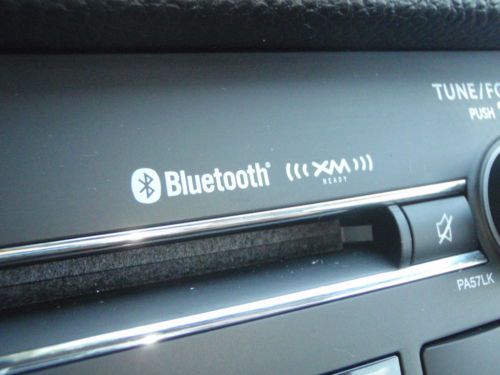 TUNE/FO
PUSH
Bluetooth
XM
READY
PA57LK